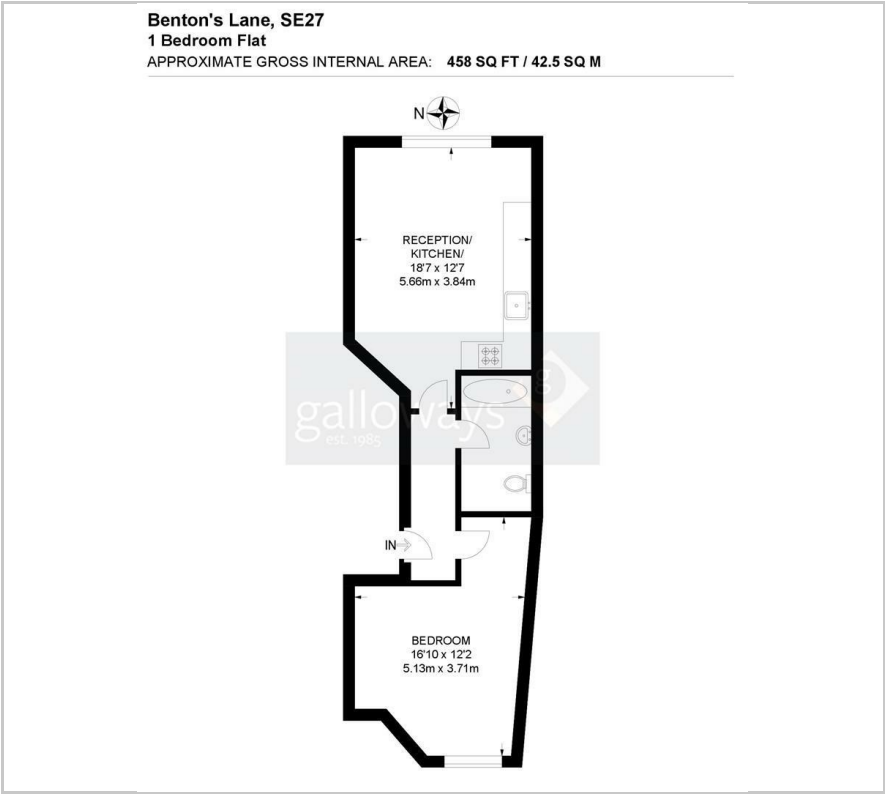 Benton's Lane, SE27
1 Bedroom Flat
APPROXIMATE GROSS INTERNAL AREA: 458 SQ FT / 42.5 SQ M
N
RECEPTION/
KITCHEN/
18'7 x 12'7
5.66m x 3.84m
g
galloways
est. 1985
IN
BEDROOM
16'10 x 12'2
5.13m x 3.71m